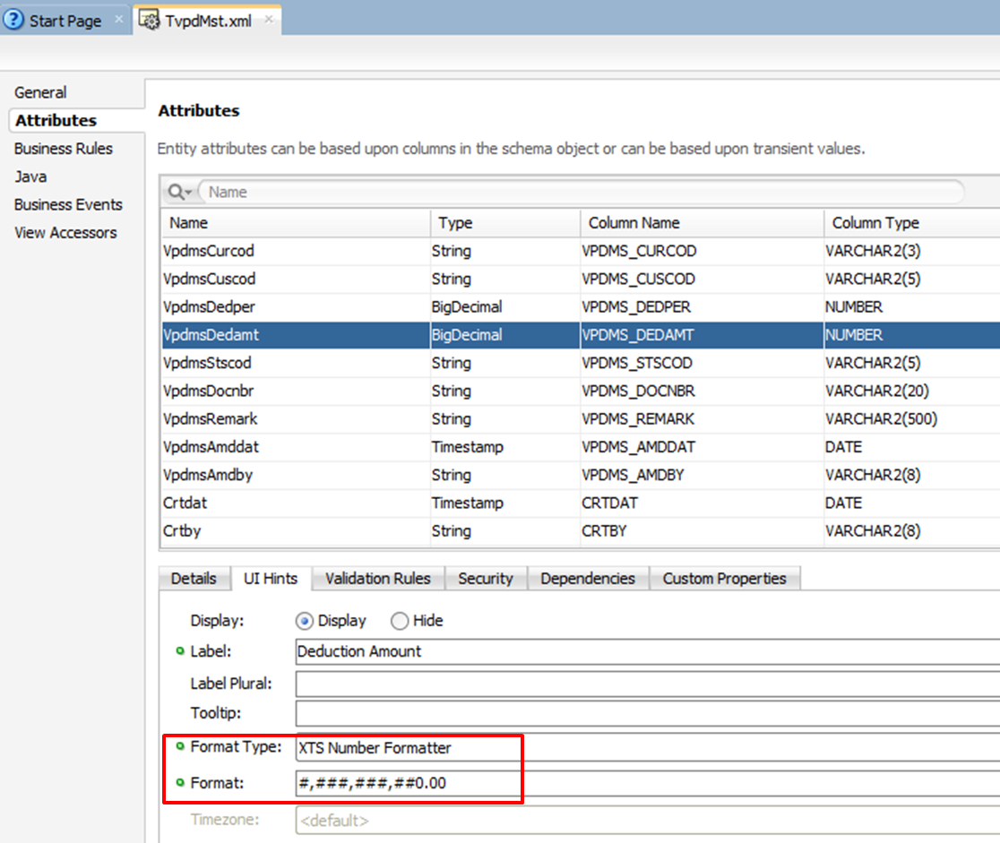 Start Page TvpdMst.xml
General
Attributes
Business Rules
Java
Business Events
View Accessors
Attributes
Entity attributes can be based upon columns in the schema object or can be based upon transient values.
Name
Name Type Column Name Column Type
VpdmsCurcod String VPDMS_CURCOD VARCHAR2(3)
VpdmsCuscod String VPDMS_CUSCOD VARCHAR2(5)
VpdmsDedper BigDecimal VPDMS_DEDPER NUMBER
VpdmsDedamt BigDecimal VPDMS_DEDAMT NUMBER
VpdmsStscod String VPDMS_STSCOD VARCHAR2(5)
VpdmsDocnbr String VPDMS_DOCNBR VARCHAR2(20)
VpdmsRemark String VPDMS_REMARK VARCHAR2(500)
VpdmsAmddat Timestamp VPDMS_AMDDAT DATE
VpdmsAmdby String VPDMS_AMDBY VARCHAR2(8)
Crtdat Timestamp CRTDAT DATE
Crtby String CRTBY VARCHAR2(8)
Details UI Hints Validation Rules Security Dependencies Custom Properties
Display: Display Hide
Label: Deduction Amount
Label Plural:
Tooltip:
Format Type: XTS Number Formatter
Format: #,###,###,##0.00
Timezone: <default>